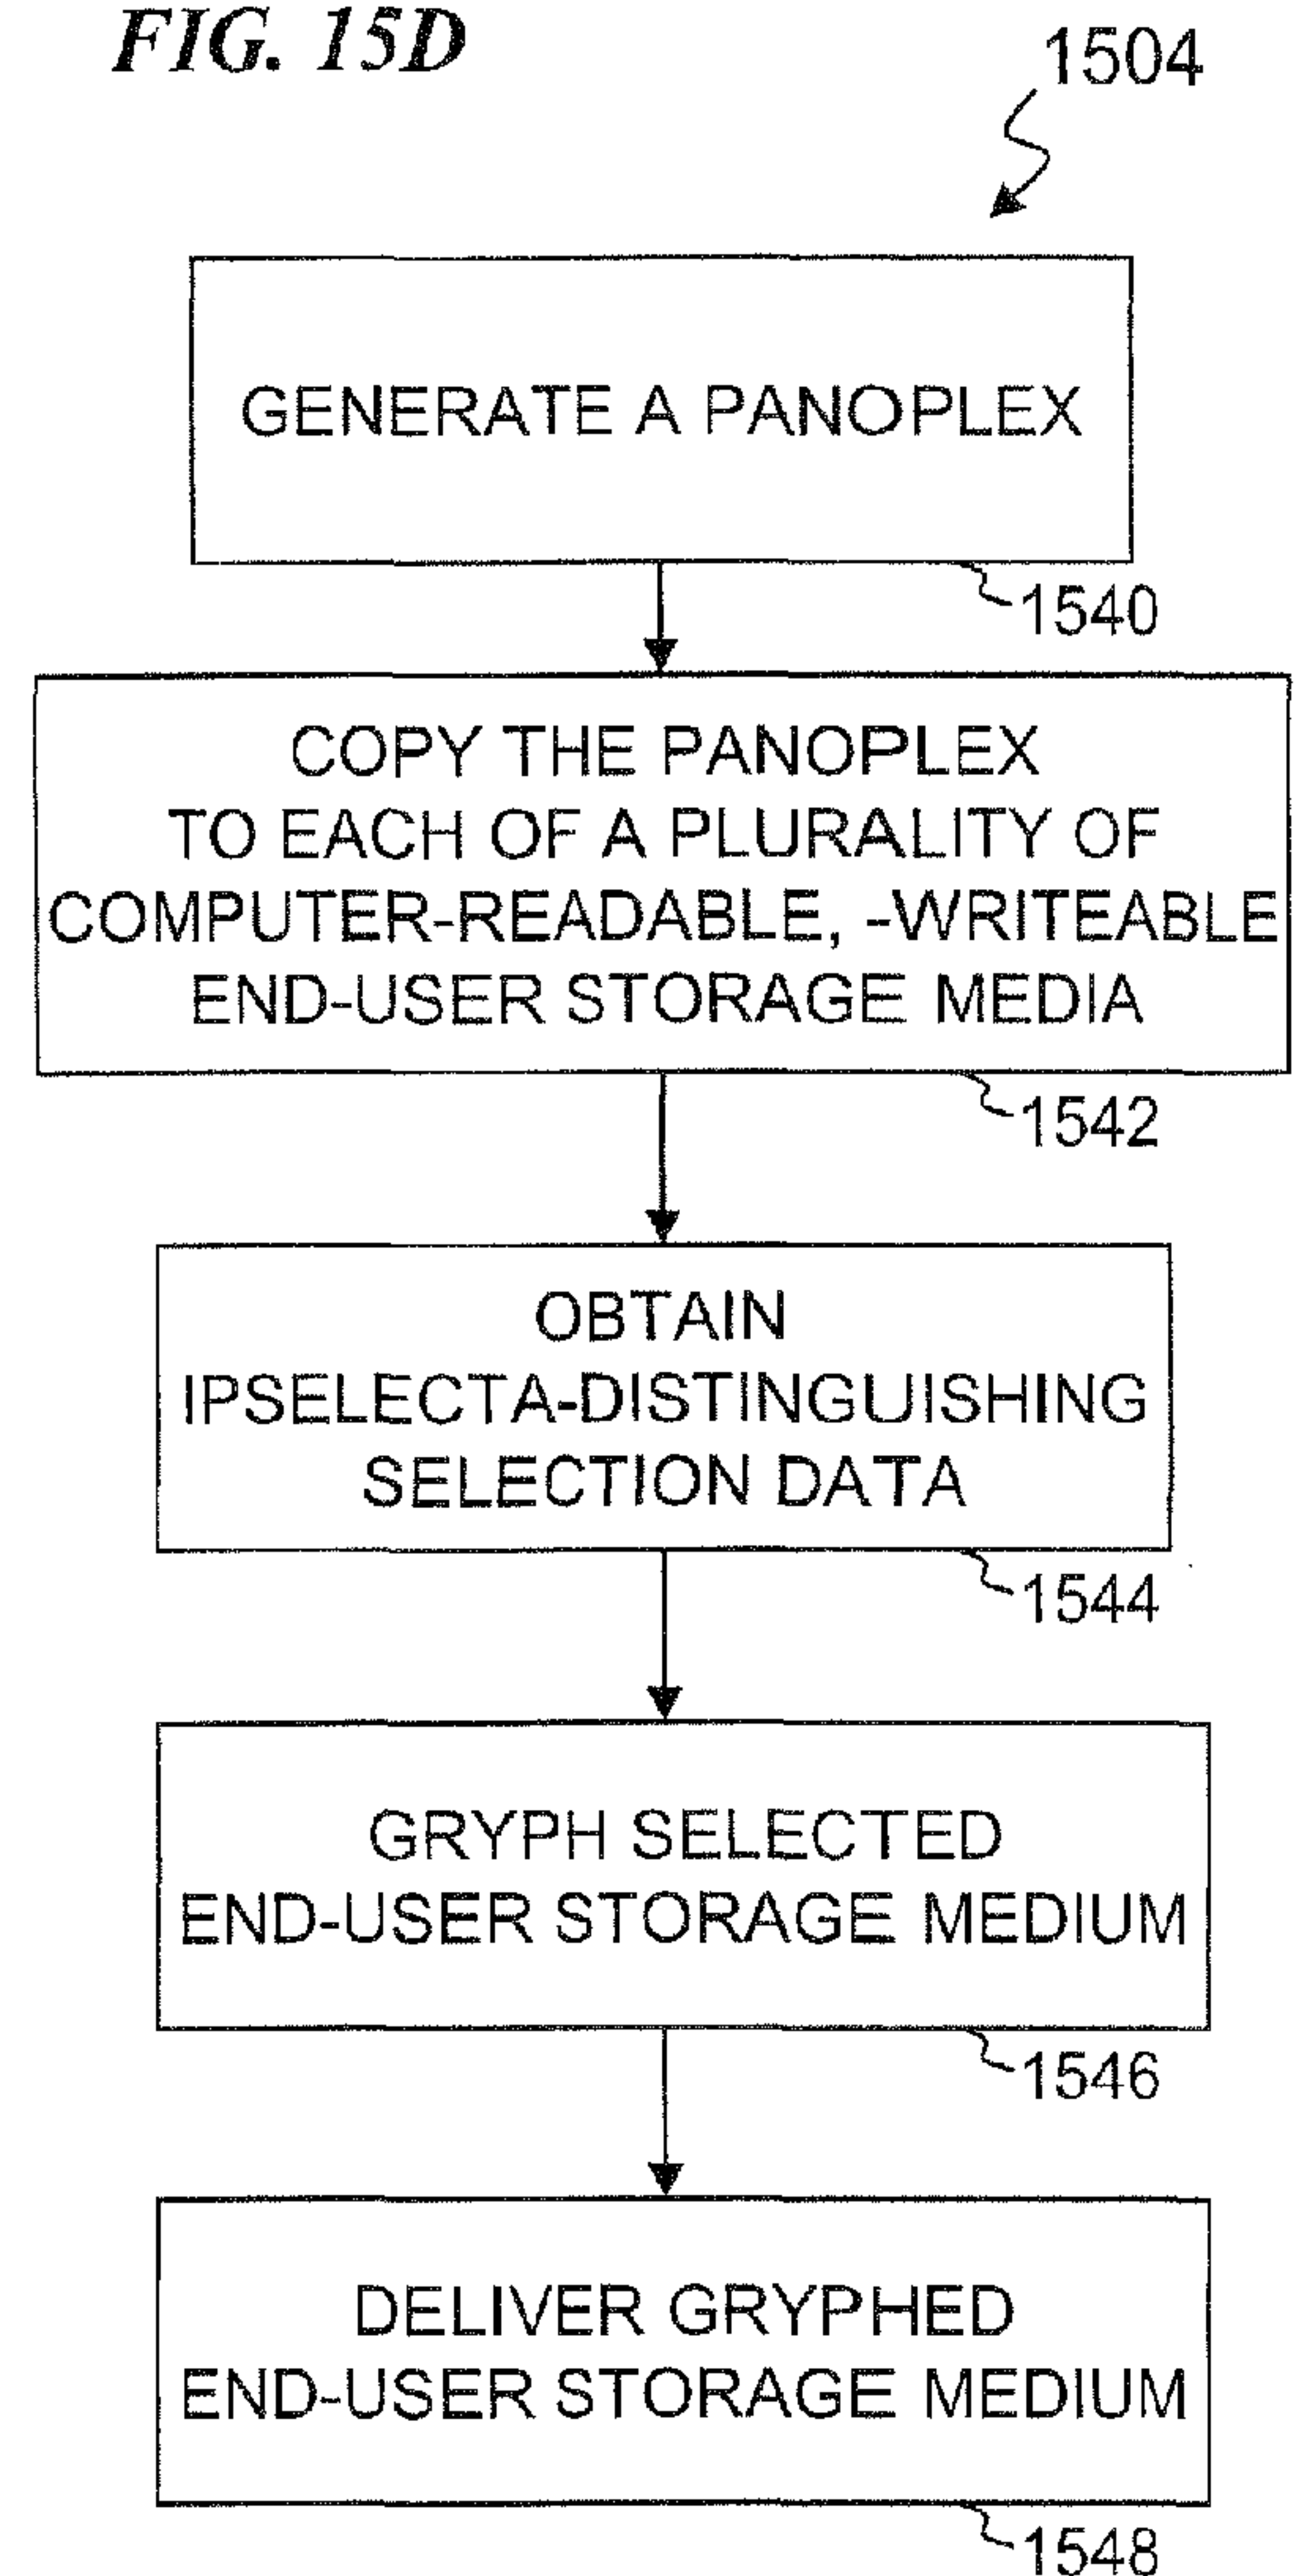 FIG. 15D
1504
GENERATE A PANOPLEX
1540
COPY THE PANOPLEX
TO EACH OF A PLURALITY OF
COMPUTER-READABLE, -WRITEABLE
END-USER STORAGE MEDIA
1542
OBTAIN
IPSELECTA-DISTINGUISHING
SELECTION DATA
1544
GRYPH SELECTED
END-USER STORAGE MEDIUM
1546
DELIVER GRYPHED
END-USER STORAGE MEDIUM
1548